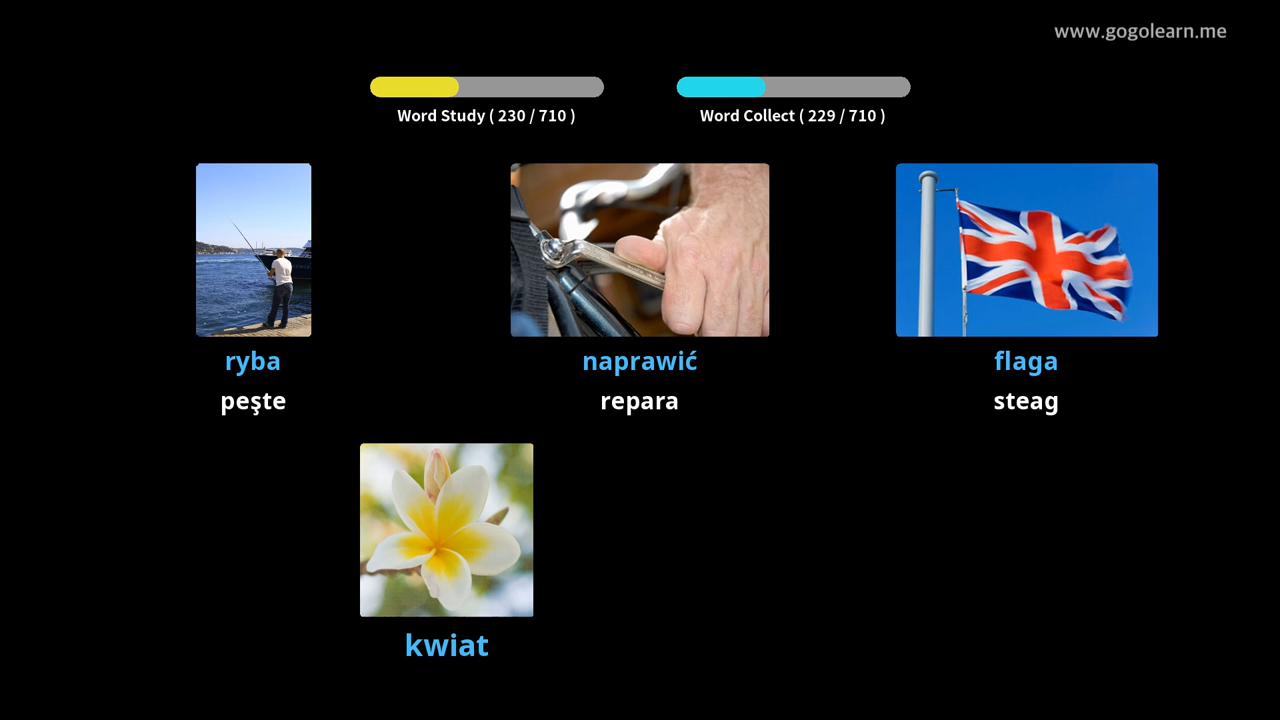 www.gogolearn.me
Word Study ( 230 / 710 )
Word Collect ( 229 / 710 )
ryba
peşte
naprawić
repara
flaga
steag
kwiat